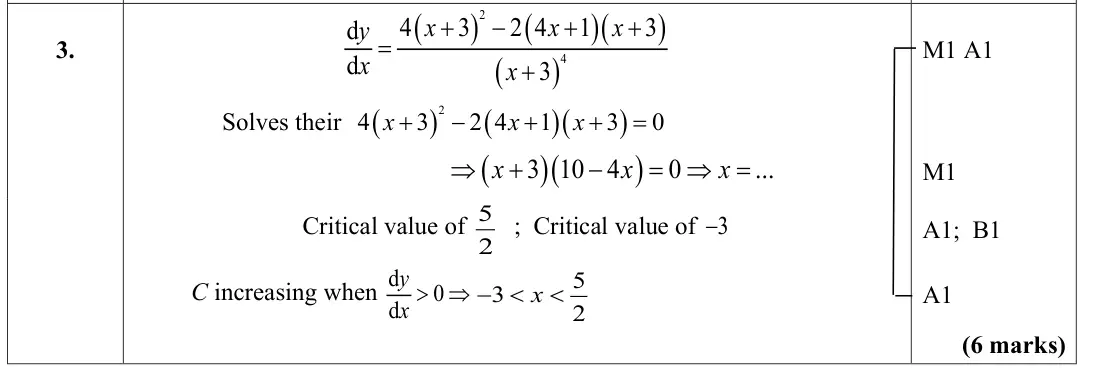 3. dy/dx = (4(x+3)² − 2(4x+1)(x+3))/(x+3)⁴ M1 A1
Solves their 4(x+3)² − 2(4x+1)(x+3) = 0
⇒ (x+3)(10−4x) = 0 ⇒ x = ... M1
Critical value of 5/2 ; Critical value of −3 A1; B1
C increasing when dy/dx > 0 ⇒ −3 < x < 5/2 A1
(6 marks)